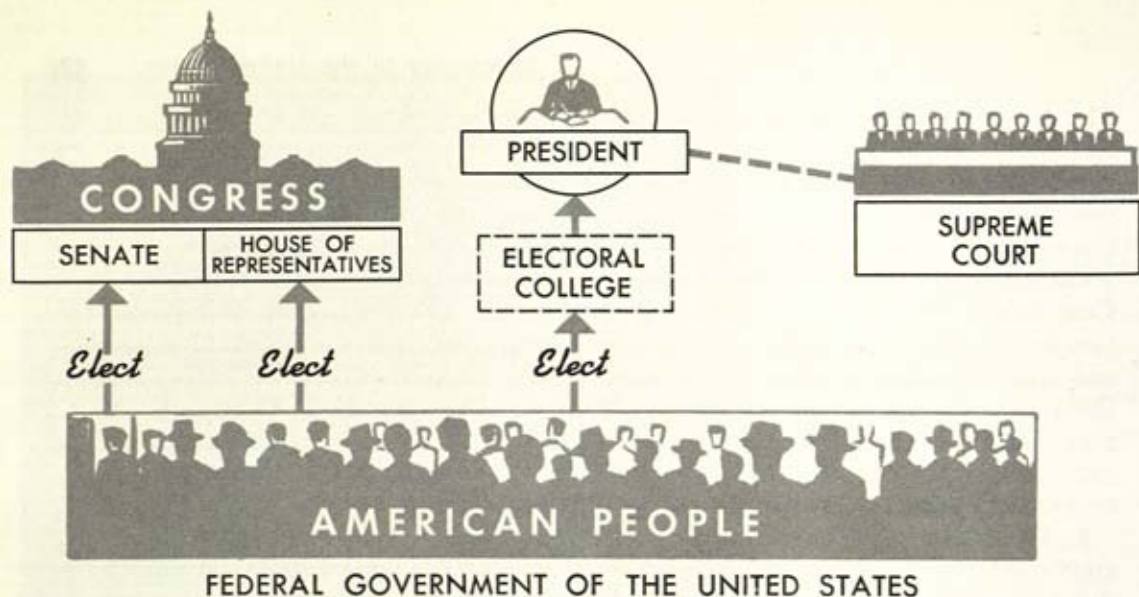 CONGRESS
SENATE
HOUSE OF
REPRESENTATIVES
PRESIDENT
ELECTORAL
COLLEGE
SUPREME
COURT
Elect
Elect
Elect
AMERICAN PEOPLE
FEDERAL GOVERNMENT OF THE UNITED STATES